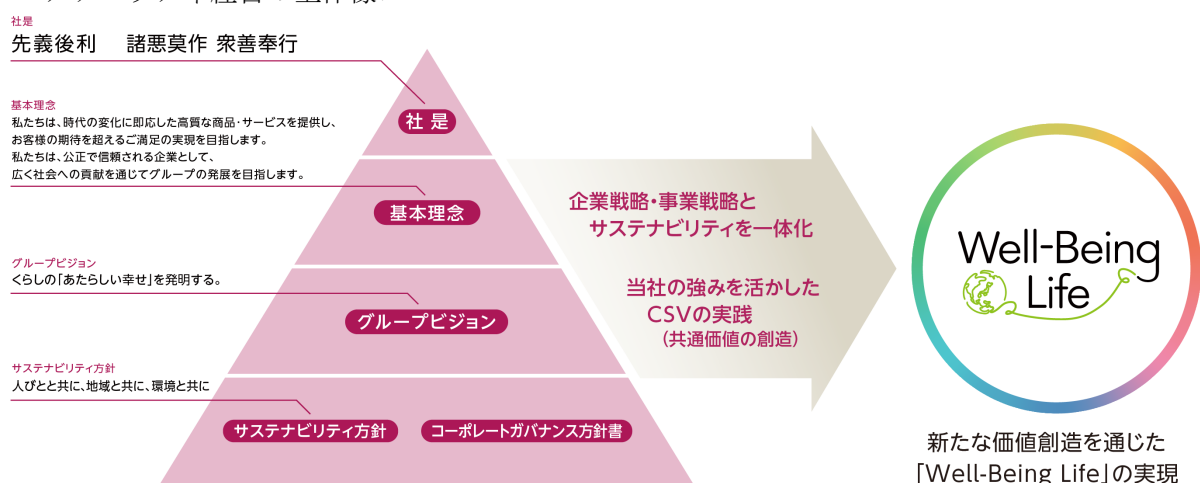 社是
先義後利 諸悪莫作 衆善奉行
基本理念
私たちは、時代の変化に即応した高質な商品・サービスを提供し、
お客様の期待を超えるご満足の実現を目指します。
私たちは、公正で信頼される企業として、
広く社会への貢献を通じてグループの発展を目指します。
グループビジョン
くらしの「あたらしい幸せ」を発明する。
サステナビリティ方針
人びとと共に、地域と共に、環境と共に
社 是
基本理念
グループビジョン
サステナビリティ方針
コーポレートガバナンス方針書
企業戦略・事業戦略と
サステナビリティを一体化
当社の強みを活かした
CSVの実践
(共通価値の創造)
Well-Being
Life
新たな価値創造を通じた
「Well-Being Life」の実現